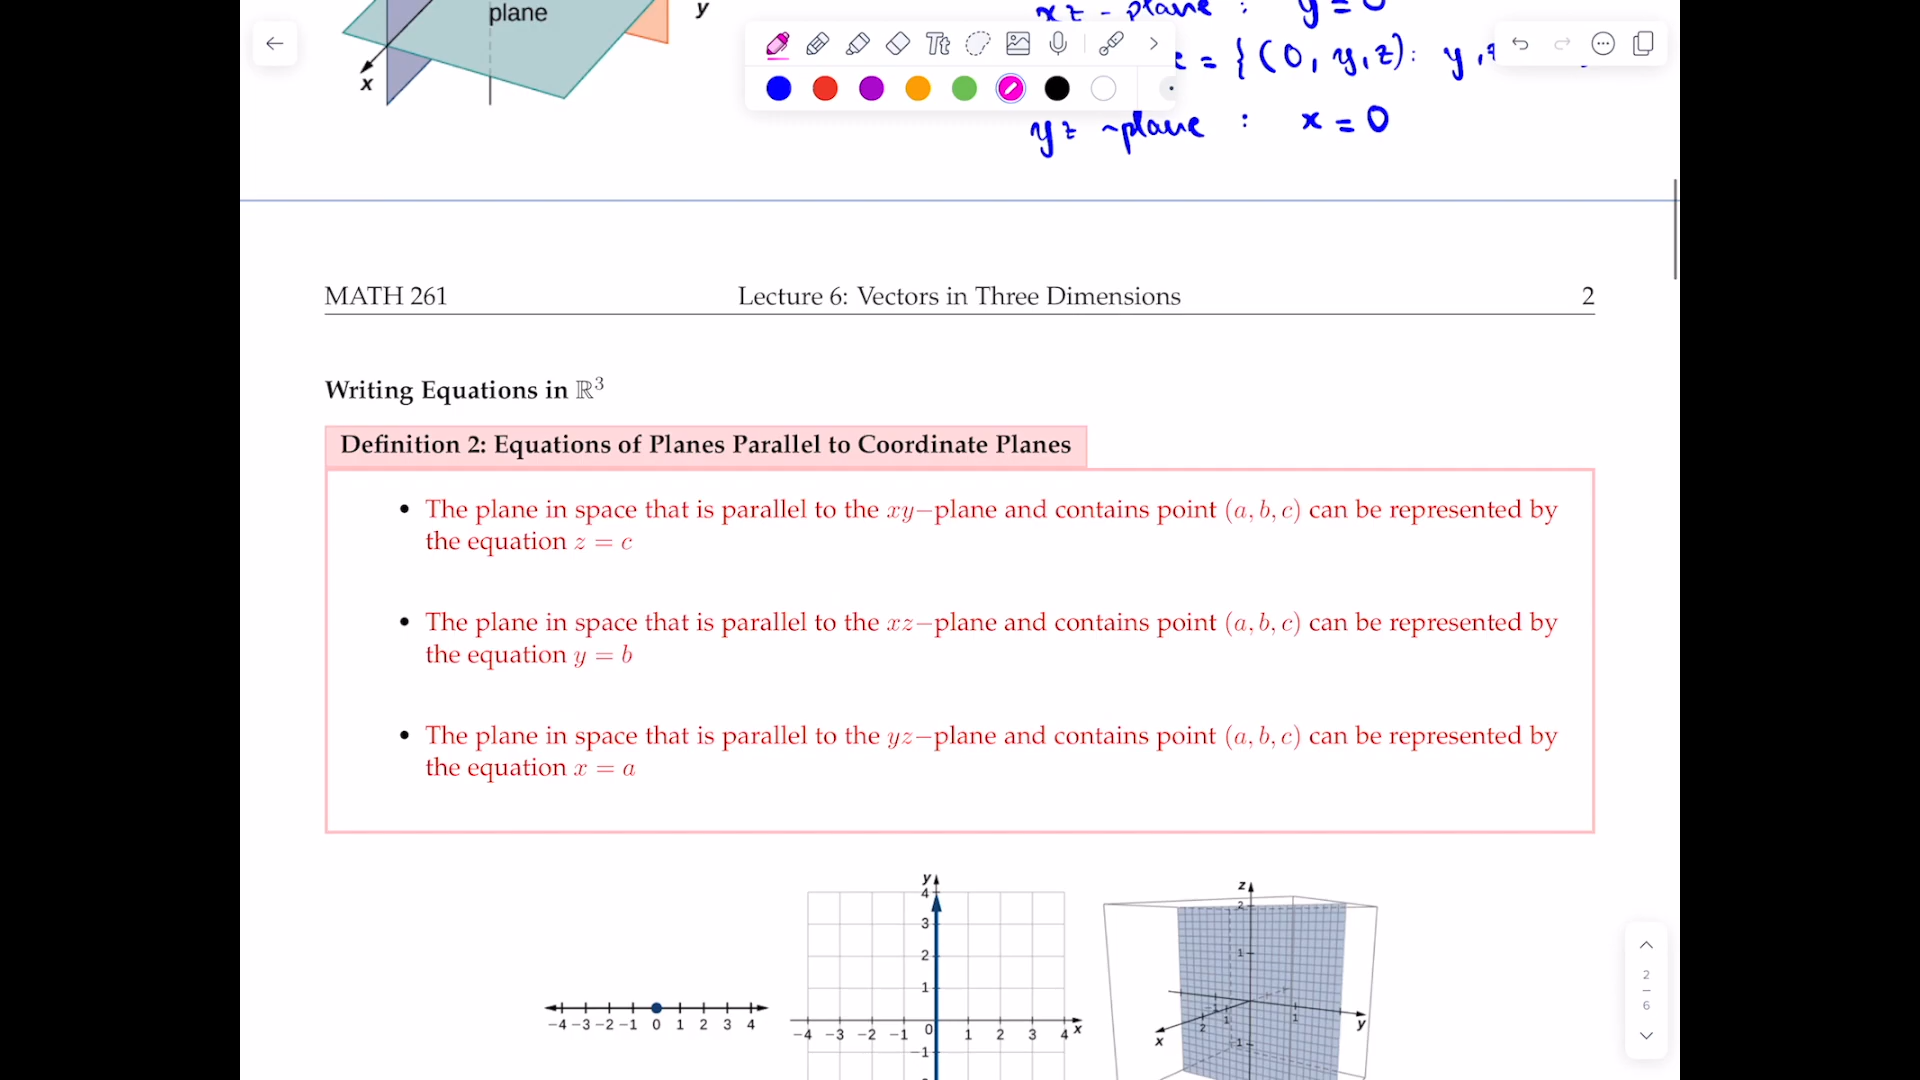 plane
y
x
xz - plane : y = 0
= { (0, y, z) : y ,
yz - plane : x = 0
Tt
MATH 261 Lecture 6: Vectors in Three Dimensions 2
Writing Equations in ℝ³
Definition 2: Equations of Planes Parallel to Coordinate Planes
• The plane in space that is parallel to the xy−plane and contains point (a, b, c) can be represented by
the equation z = c
• The plane in space that is parallel to the xz−plane and contains point (a, b, c) can be represented by
the equation y = b
• The plane in space that is parallel to the yz−plane and contains point (a, b, c) can be represented by
the equation x = a
−4 −3 −2 −1 0 1 2 3 4
y
4
3
2
1
−4 −3 −2 −1 0 1 2 3 4 x
−1
z
2
1
−1 1
2 1
x y
−1
2
6